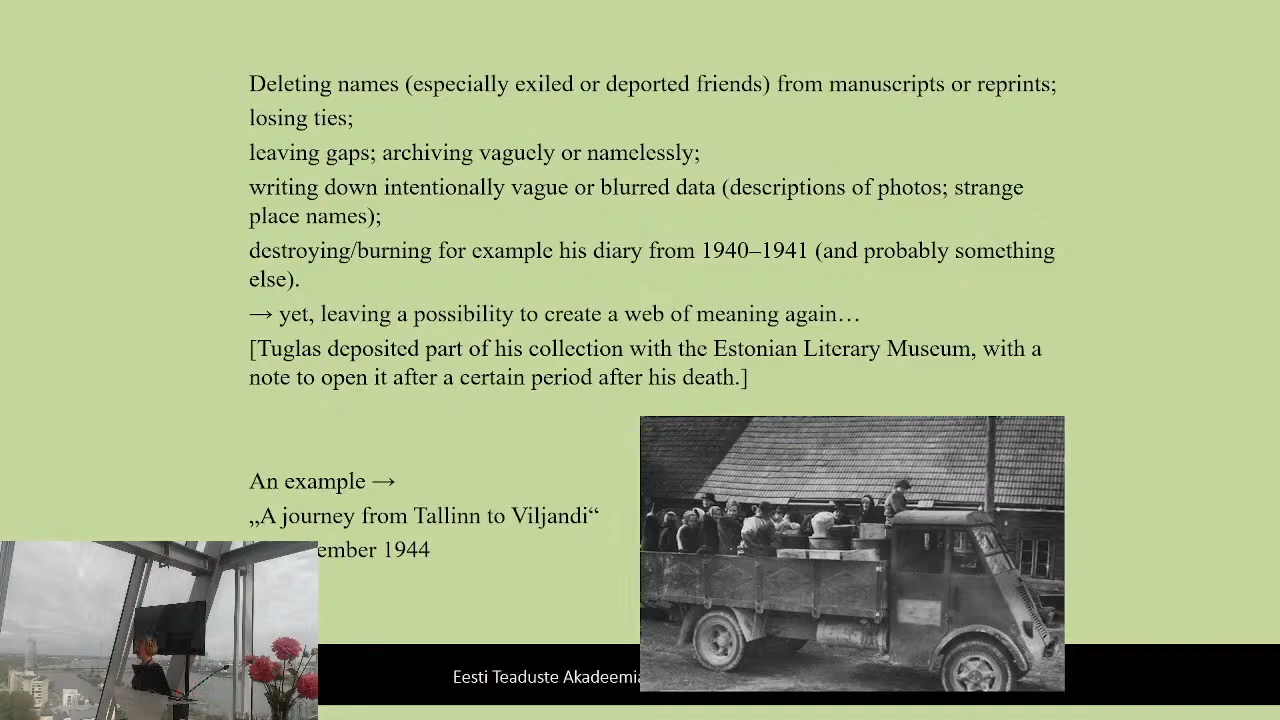 Deleting names (especially exiled or deported friends) from manuscripts or reprints;
losing ties;
leaving gaps; archiving vaguely or namelessly;
writing down intentionally vague or blurred data (descriptions of photos; strange
place names);
destroying/burning for example his diary from 1940–1941 (and probably something
else).
→ yet, leaving a possibility to create a web of meaning again…
[Tuglas deposited part of his collection with the Estonian Literary Museum, with a
note to open it after a certain period after his death.]
An example →
„A journey from Tallinn to Viljandi“
ember 1944
Eesti Teaduste Akadeemia